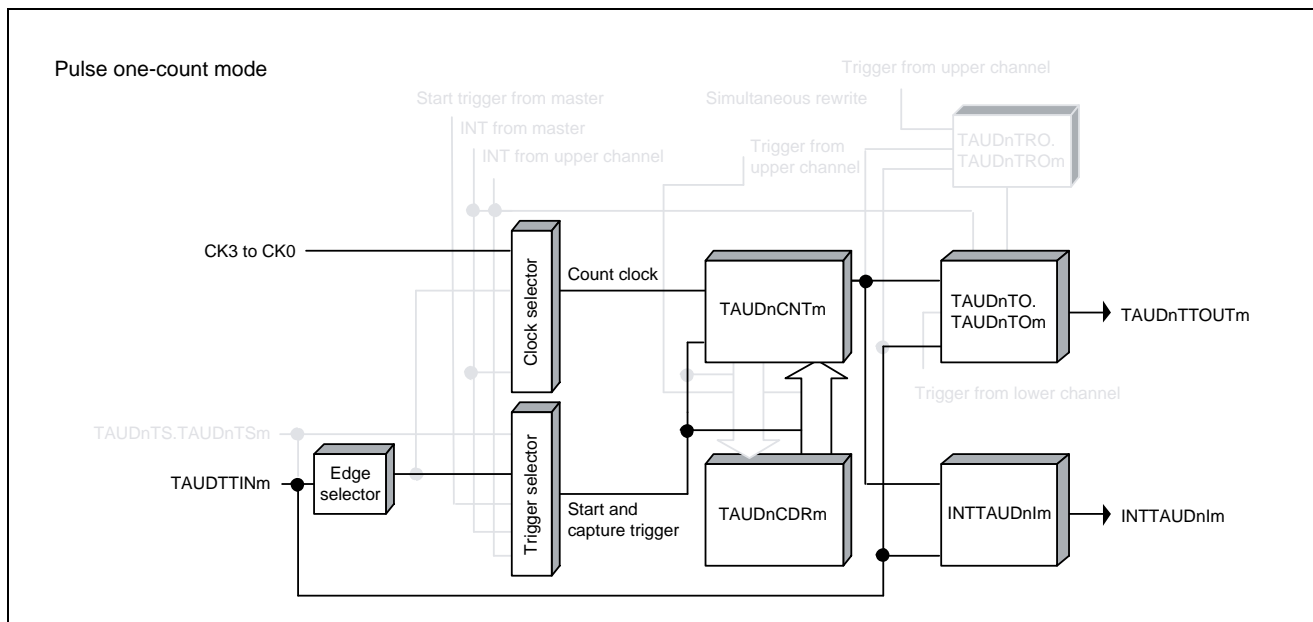 Pulse one-count mode
Trigger from upper channel
Start trigger from master
Simultaneous rewrite
INT from master
INT from upper channel
Trigger from
upper channel
TAUDnTRO.
TAUDnTROm
CK3 to CK0
Clock selector
Count clock
TAUDnCNTm
TAUDnTO.
TAUDnTOm
TAUDnTTOUTm
Trigger from lower channel
TAUDnTS.TAUDnTSm
TAUDTTINm
Edge
selector
Trigger selector
Start and
capture trigger
TAUDnCDRm
INTTAUDnIm
INTTAUDnIm